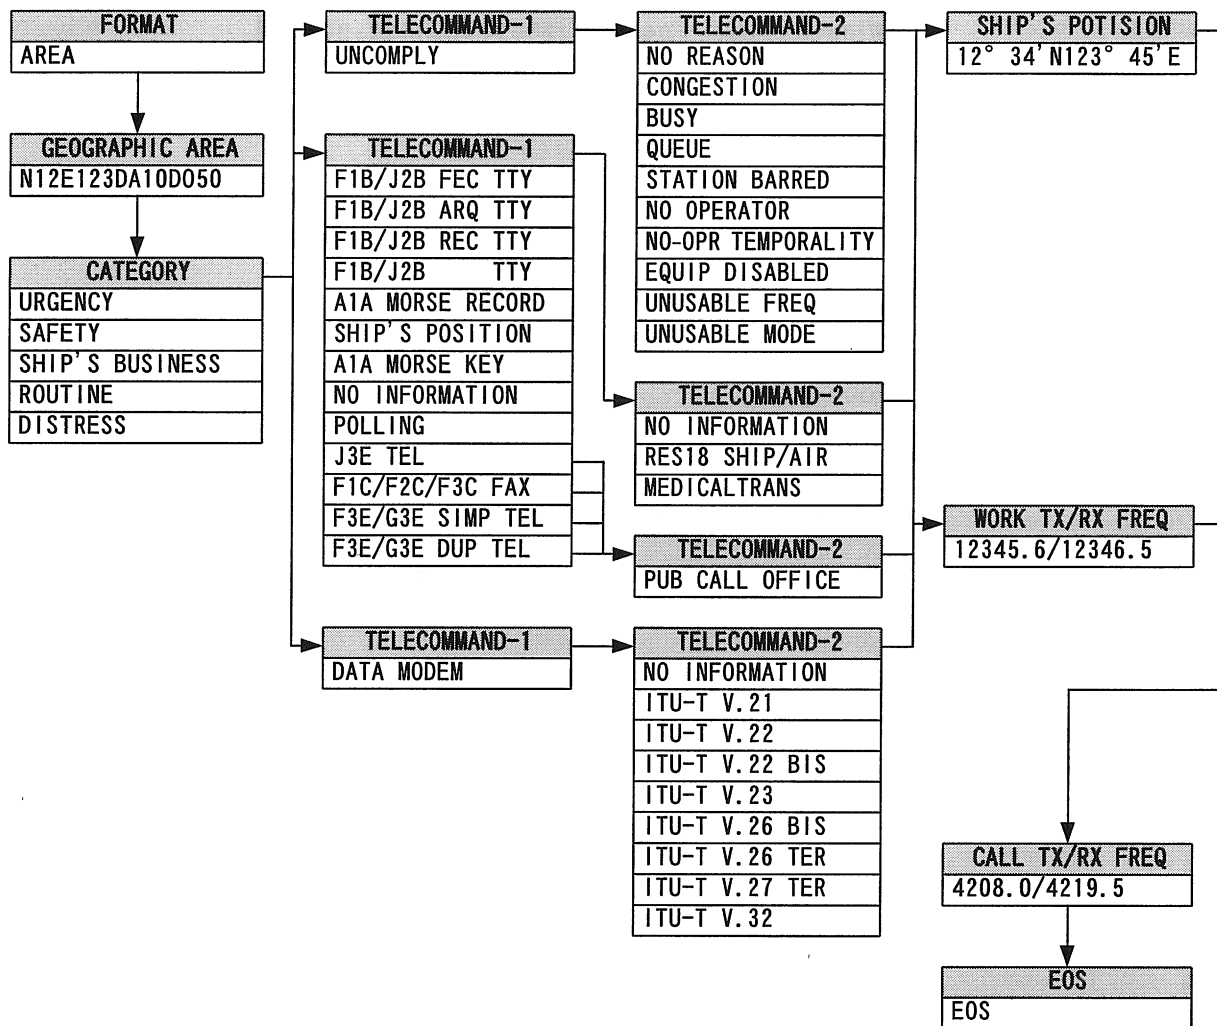 FORMAT
AREA
GEOGRAPHIC AREA
N12E123DA10DO50
CATEGORY
URGENCY
SAFETY
SHIP'S BUSINESS
ROUTINE
DISTRESS
TELECOMMAND-1
UNCOMPLY
TELECOMMAND-1
F1B/J2B FEC TTY
F1B/J2B ARQ TTY
F1B/J2B REC TTY
F1B/J2B TTY
A1A MORSE RECORD
SHIP'S POSITION
A1A MORSE KEY
NO INFORMATION
POLLING
J3E TEL
F1C/F2C/F3C FAX
F3E/G3E SIMP TEL
F3E/G3E DUP TEL
TELECOMMAND-1
DATA MODEM
TELECOMMAND-2
NO REASON
CONGESTION
BUSY
QUEUE
STATION BARRED
NO OPERATOR
NO-OPR TEMPORALITY
EQUIP DISABLED
UNUSABLE FREQ
UNUSABLE MODE
TELECOMMAND-2
NO INFORMATION
RES18 SHIP/AIR
MEDICALTRANS
TELECOMMAND-2
PUB CALL OFFICE
TELECOMMAND-2
NO INFORMATION
ITU-T V.21
ITU-T V.22
ITU-T V.22 BIS
ITU-T V.23
ITU-T V.26 BIS
ITU-T V.26 TER
ITU-T V.27 TER
ITU-T V.32
SHIP'S POTISION
12° 34'N123° 45'E
WORK TX/RX FREQ
12345.6/12346.5
CALL TX/RX FREQ
4208.0/4219.5
EOS
EOS